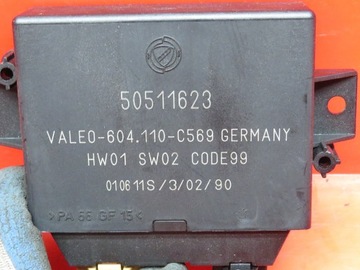 50511623
VALEO-604.110-C569 GERMANY
HW01 SW02 CODE99
010611S/3/02/90
>PA 66 GF 15<